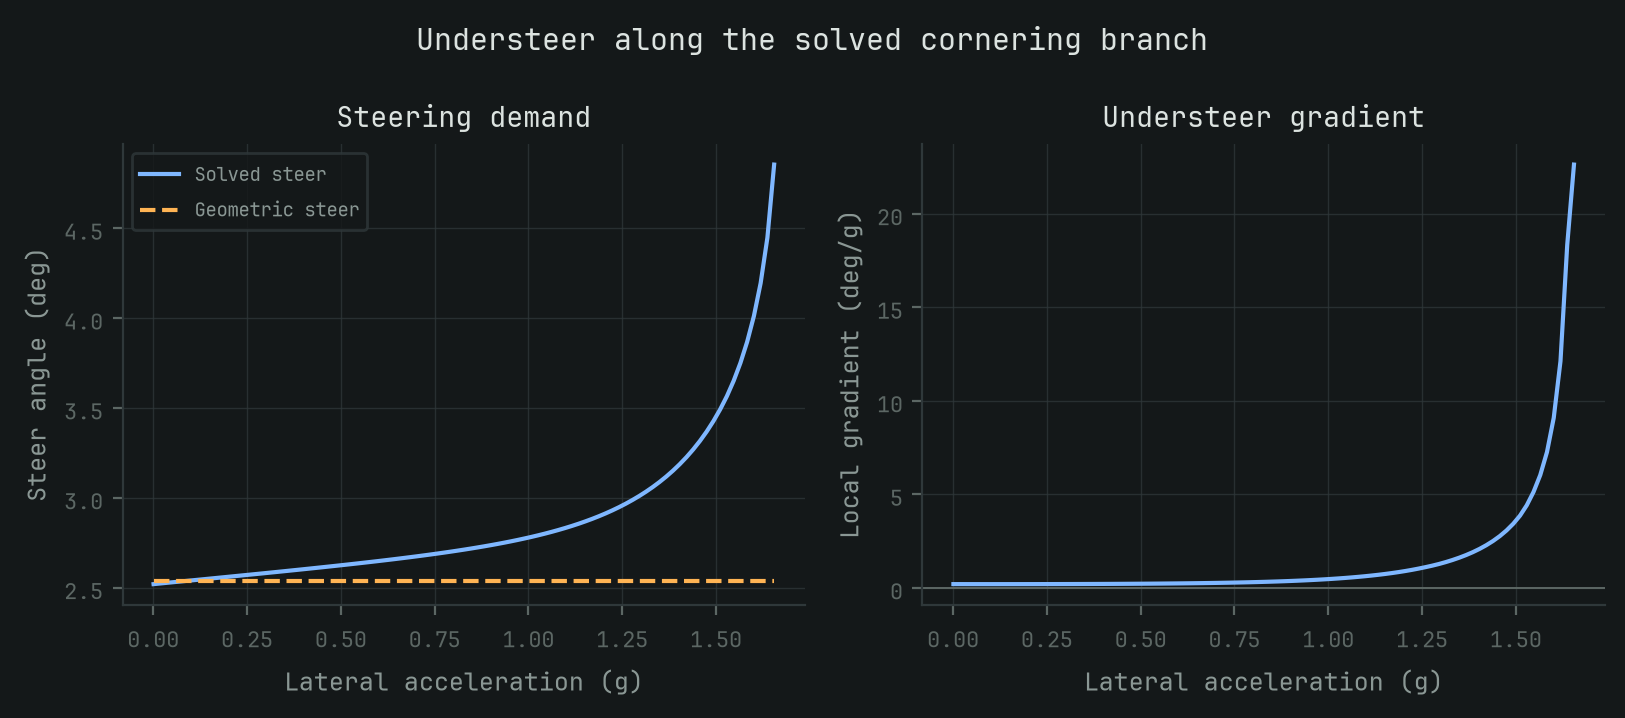 Understeer along the solved cornering branch
Steering demand
Solved steer
Geometric steer
Steer angle (deg)
4.5
4.0
3.5
3.0
2.5
0.00 0.25 0.50 0.75 1.00 1.25 1.50
Lateral acceleration (g)
Understeer gradient
Local gradient (deg/g)
20
15
10
5
0
0.00 0.25 0.50 0.75 1.00 1.25 1.50
Lateral acceleration (g)